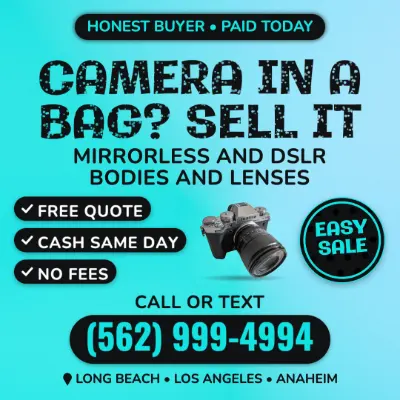 HONEST BUYER • PAID TODAY
CAMERA IN A
BAG? SELL IT
MIRRORLESS AND DSLR
BODIES AND LENSES
✓ FREE QUOTE
✓ CASH SAME DAY
✓ NO FEES
EASY
SALE
CALL OR TEXT
(562) 999-4994
LONG BEACH • LOS ANGELES • ANAHEIM